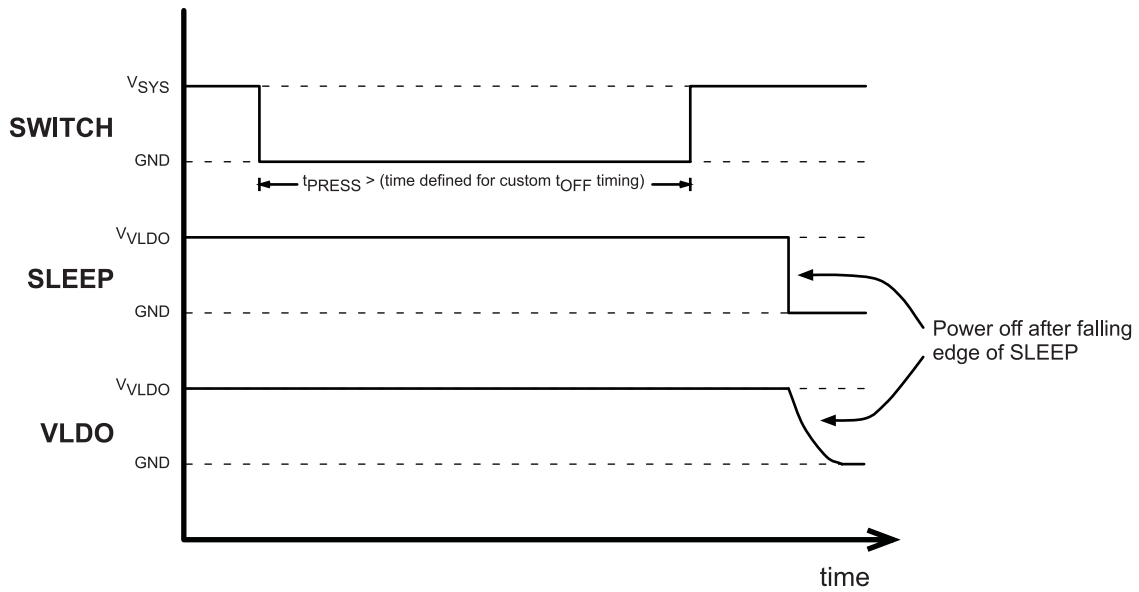 VSYS
SWITCH
GND
tPRESS > (time defined for custom tOFF timing)
VVLDO
SLEEP
GND
Power off after falling
edge of SLEEP
VVLDO
VLDO
GND
time